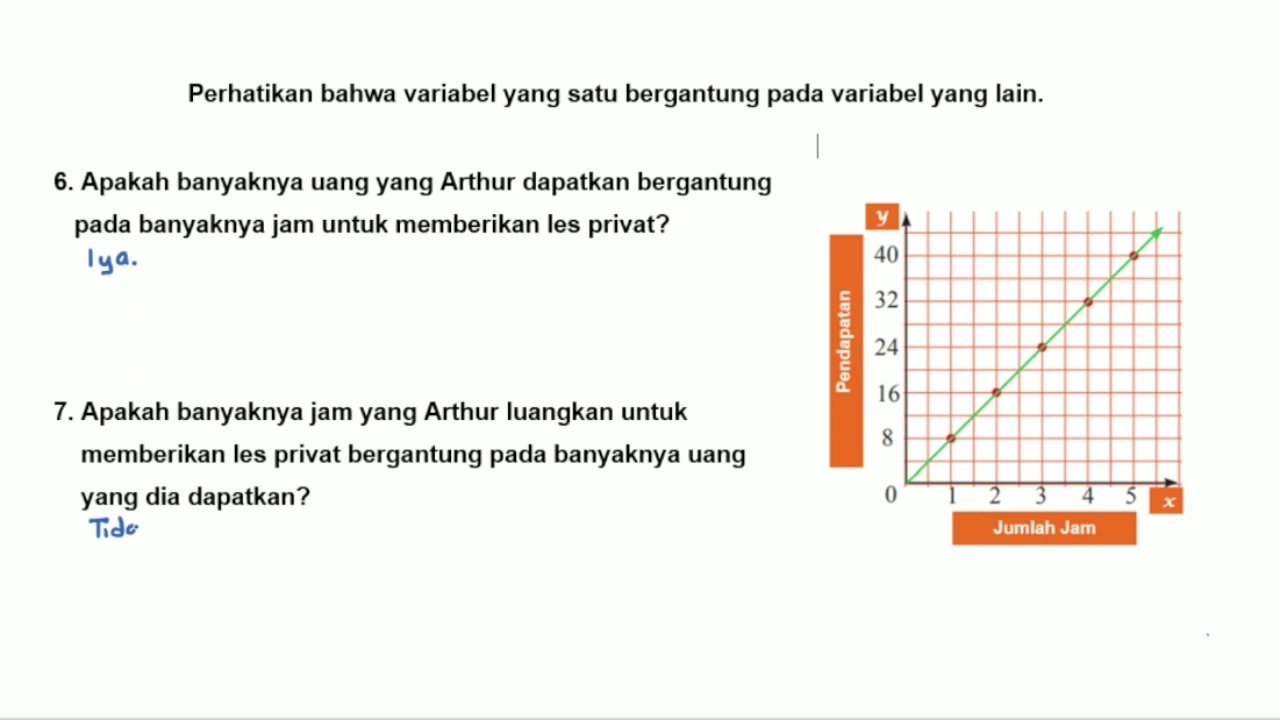 Perhatikan bahwa variabel yang satu bergantung pada variabel yang lain.
6. Apakah banyaknya uang yang Arthur dapatkan bergantung
pada banyaknya jam untuk memberikan les privat?
Iya.
7. Apakah banyaknya jam yang Arthur luangkan untuk
memberikan les privat bergantung pada banyaknya uang
yang dia dapatkan?
Tida
y
Pendapatan
40
32
24
16
8
0 1 2 3 4 5 x
Jumlah Jam